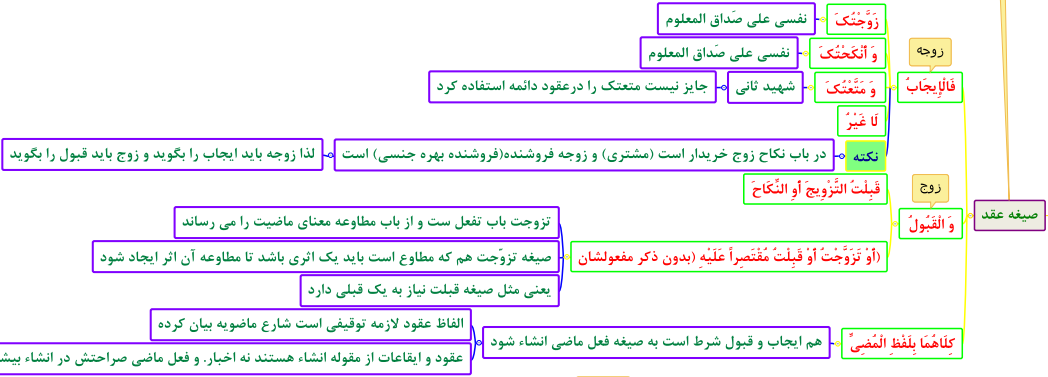 صیغه عقد
زوجه
فَالْإِیجَابُ
زَوَّجْتُکَ
نفسی علی صَداق المعلوم
وَ أَنْکَحْتُکَ
نفسی علی صَداق المعلوم
وَ مَتَّعْتُکَ
شهید ثانی
جایز نیست متعتک را درعقود دائمه استفاده کرد
لَا غَیْرُ
نکته
در باب نکاح زوج خریدار است (مشتری) و زوجه فروشنده(فروشنده بهره جنسی) است
لذا زوجه باید ایجاب را بگوید و زوج باید قبول را بگوید
زوج
وَ الْقَبُولُ
قَبِلْتُ التَّزْوِیجَ أَوِ النِّکَاحَ
(أَوْ تَزَوَّجْتُ أَوْ قَبِلْتُ مُقْتَصِراً عَلَیْهِ (بدون ذکر مفعولشان
تزوجت باب تفعل ست و از باب مطاوعه معنای ماضیت را می رساند
صیغه تزوّجت هم که مطاوع است باید یک اثری باشد تا مطاوعه آن اثر ایجاد شود
یعنی مثل صیغه قبلت نیاز به یک قبلی دارد
کِلَاهُمَا بِلَفْظِ الْمُضِیِّ
هم ایجاب و قبول شرط است به صیغه فعل ماضی انشاء شود
الفاظ عقود لازمه توقیفی است شارع ماضویه بیان کرده
عقود و ایقاعات از مقوله انشاء هستند نه اخبار. و فعل ماضی صراحتش در انشاء